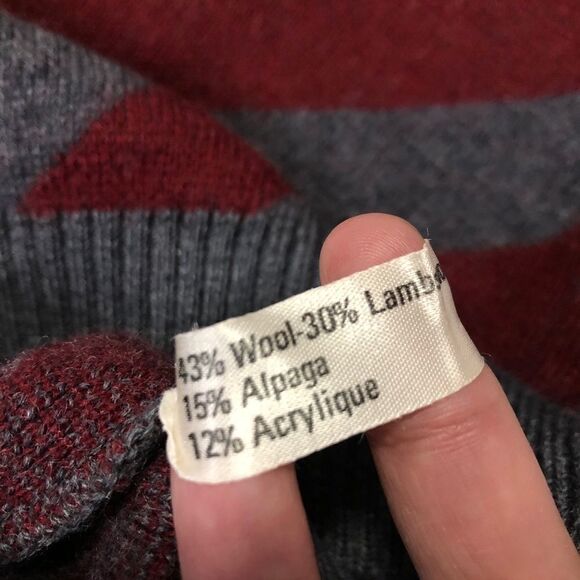 43% Wool-30% Lamb
15% Alpaga
12% Acrylique